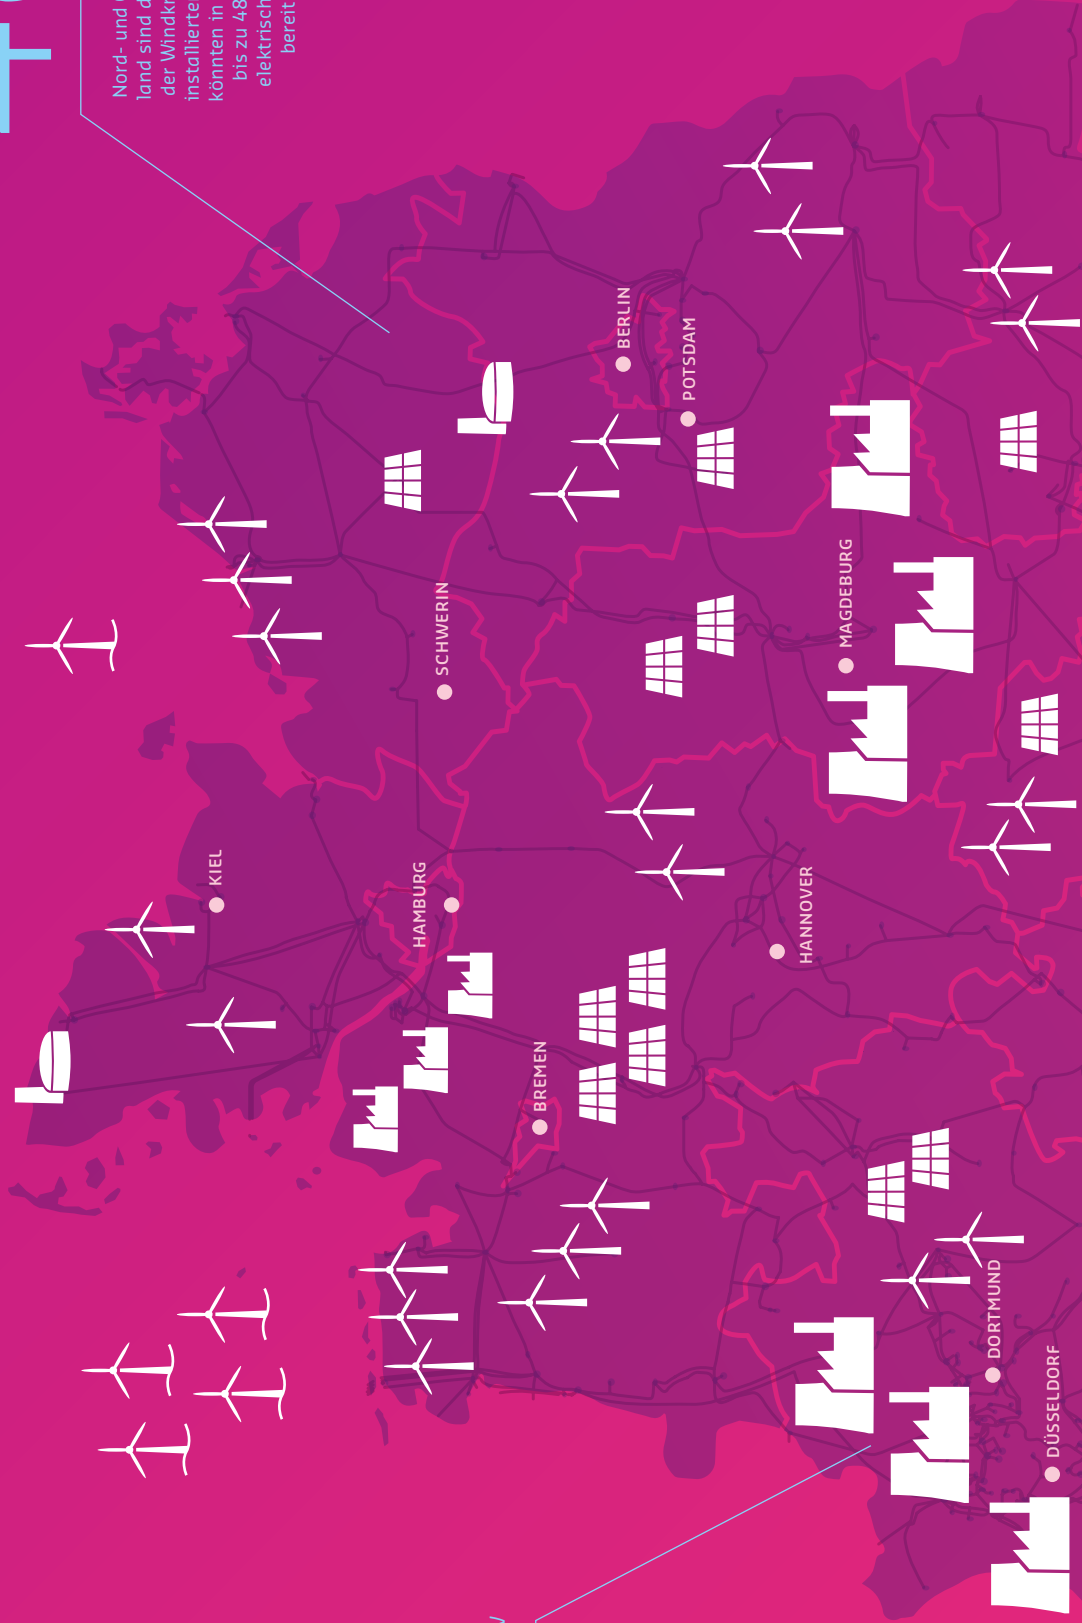 Nord- und
land sind d
der Windkr
installierte
könnten in
bis zu 48
elektrisch
bereit
BERLIN
POTSDAM
SCHWERIN
MAGDEBURG
KIEL
HAMBURG
HANNOVER
BREMEN
DORTMUND
DÜSSELDORF